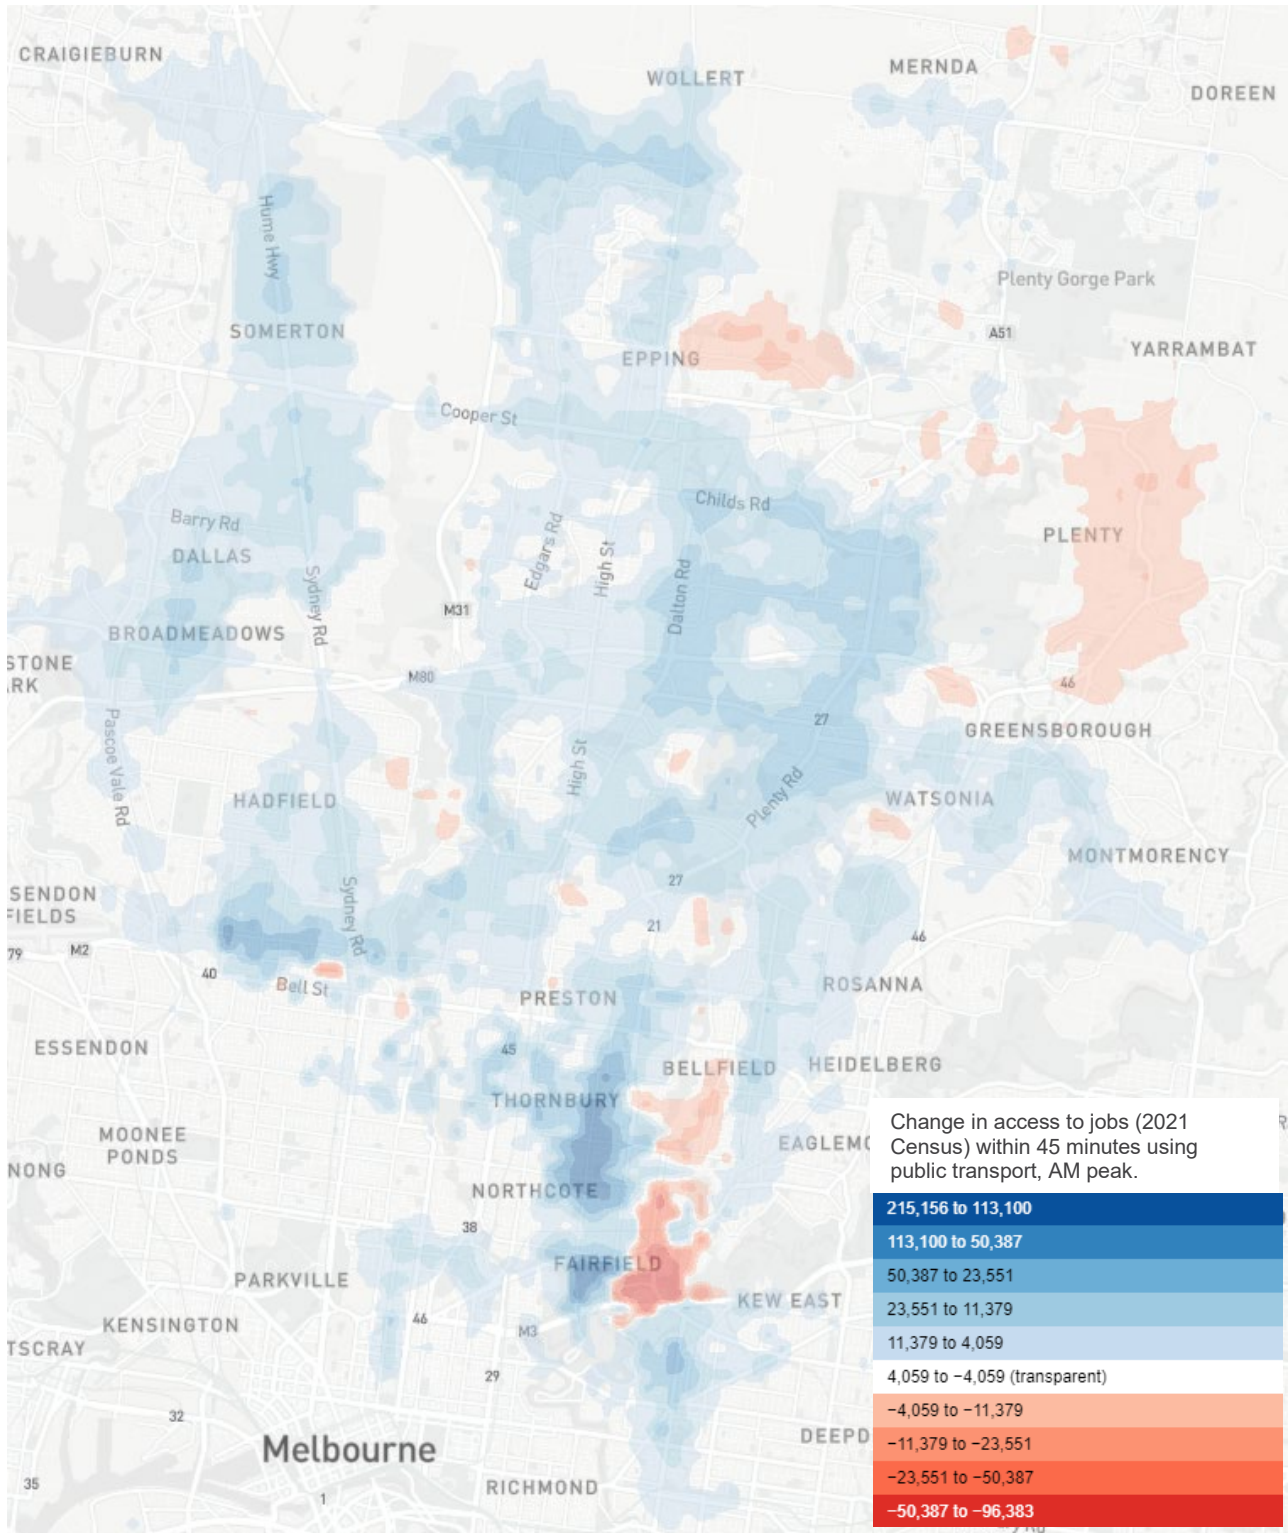 CRAIGIEBURN
WOLLERT
MERNDA
DOREEN
Hume Hwy
Plenty Gorge Park
SOMERTON
A51
YARRAMBAT
EPPING
Cooper St
Childs Rd
Barry Rd
DALLAS
Edgars Rd
High St
PLENTY
Sydney Rd
Dalton Rd
M31
BROADMEADOWS
STONE
RK
M80
46
Pascoe Vale Rd
27
GREENSBOROUGH
High St
HADFIELD
Plenty Rd
WATSONIA
MONTMORENCY
SENDON
FIELDS
Sydney Rd
27
21
46
79
M2
40
Bell St
PRESTON
ROSANNA
ESSENDON
45
BELLFIELD
HEIDELBERG
THORNBURY
MOONEE
PONDS
EAGLEMO
NONG
NORTHCOTE
38
FAIRFIELD
PARKVILLE
KEW EAST
KENSINGTON
46
M3
TSCRAY
29
32
DEEPD
Melbourne
35
RICHMOND
1
Change in access to jobs (2021
Census) within 45 minutes using
public transport, AM peak.
215,156 to 113,100
113,100 to 50,387
50,387 to 23,551
23,551 to 11,379
11,379 to 4,059
4,059 to −4,059 (transparent)
−4,059 to −11,379
−11,379 to −23,551
−23,551 to −50,387
−50,387 to −96,383